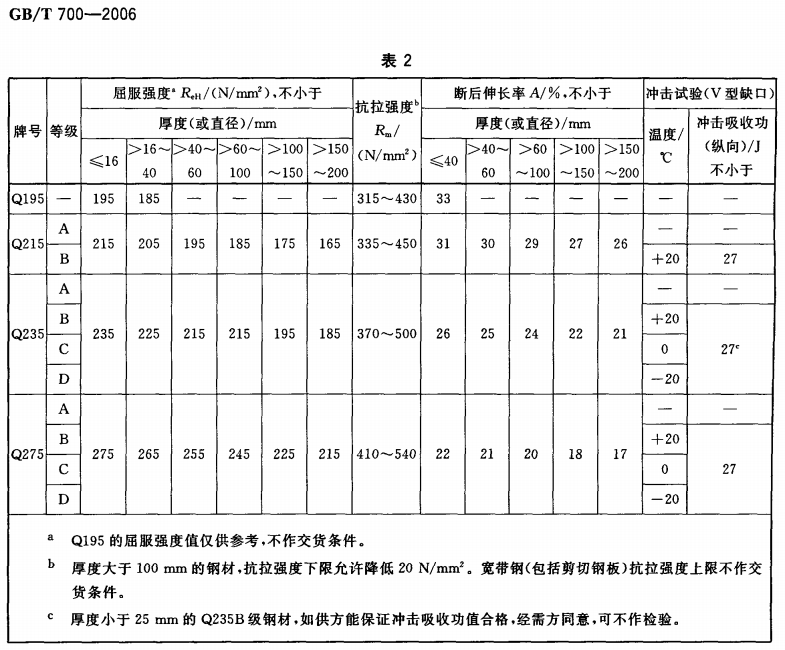 GB/T 700—2006
表 2
牌号 等级 屈服强度ᵃ ReH/(N/mm²),不小于 抗拉强度ᵇ Rm/(N/mm²) 断后伸长率 A/%,不小于 冲击试验(V 型缺口)
厚度(或直径)/mm 厚度(或直径)/mm 温度/℃ 冲击吸收功(纵向)/J 不小于
≤16 >16~40 >40~60 >60~100 >100~150 >150~200 ≤40 >40~60 >60~100 >100~150 >150~200
Q195 — 195 185 — — — — 315~430 33 — — — — — —
Q215 A 215 205 195 185 175 165 335~450 31 30 29 27 26 — —
B +20 27
Q235 A 235 225 215 215 195 185 370~500 26 25 24 22 21 — —
B +20 27ᶜ
C 0
D −20
Q275 A 275 265 255 245 225 215 410~540 22 21 20 18 17 — —
B +20 27
C 0
D −20
ᵃ Q195 的屈服强度值仅供参考,不作交货条件。
ᵇ 厚度大于 100 mm 的钢材,抗拉强度下限允许降低 20 N/mm²。宽带钢(包括剪切钢板)抗拉强度上限不作交
货条件。
ᶜ 厚度小于 25 mm 的 Q235B 级钢材,如供方能保证冲击吸收功值合格,经需方同意,可不作检验。